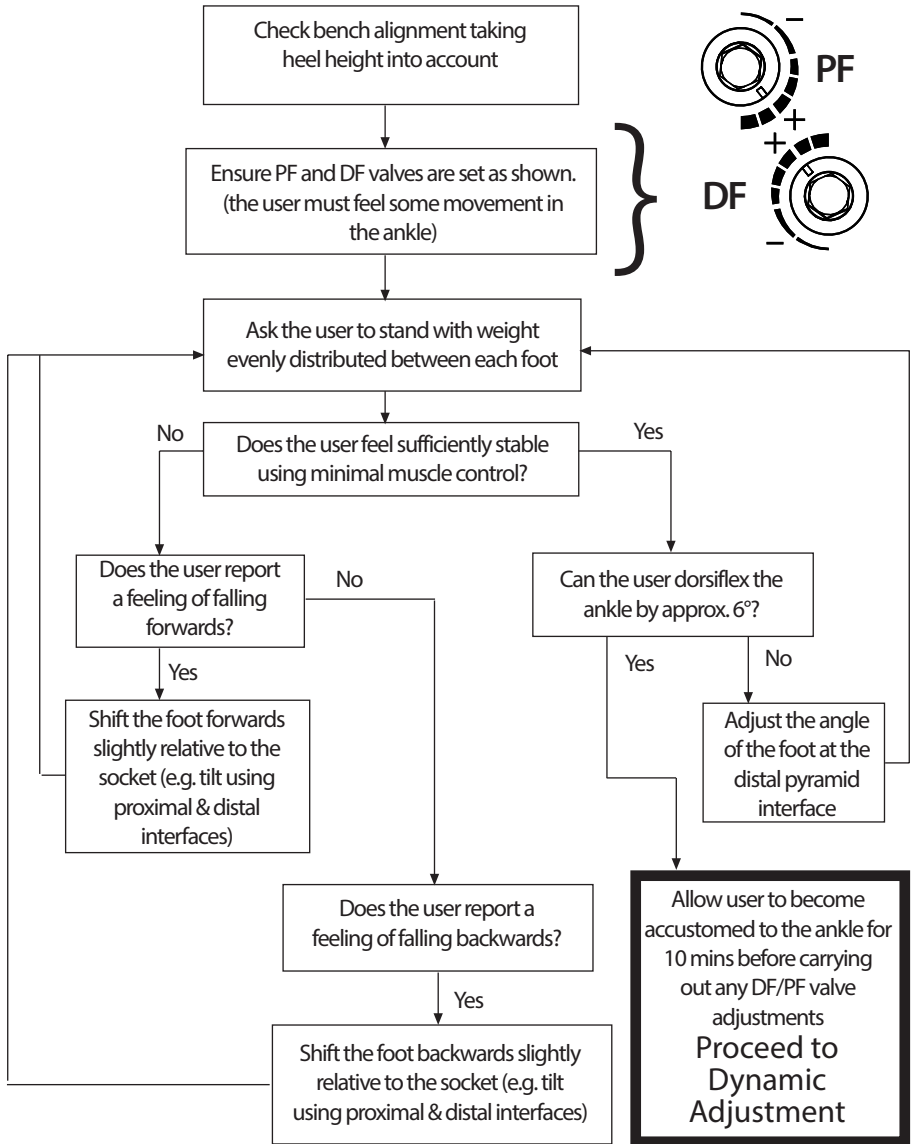 Check bench alignment taking
heel height into account
−
PF
+
Ensure PF and DF valves are set as shown.
(the user must feel some movement in
the ankle)
+
DF
−
Ask the user to stand with weight
evenly distributed between each foot
No
Does the user feel sufficiently stable
using minimal muscle control?
Yes
Does the user report
a feeling of falling
forwards?
No
Yes
Shift the foot forwards
slightly relative to the
socket (e.g. tilt using
proximal & distal
interfaces)
Can the user dorsiflex the
ankle by approx. 6°?
Yes
No
Adjust the angle
of the foot at the
distal pyramid
interface
Does the user report a
feeling of falling backwards?
Yes
Shift the foot backwards slightly
relative to the socket (e.g. tilt
using proximal & distal interfaces)
Allow user to become
accustomed to the ankle for
10 mins before carrying
out any DF/PF valve
adjustments
Proceed to
Dynamic
Adjustment